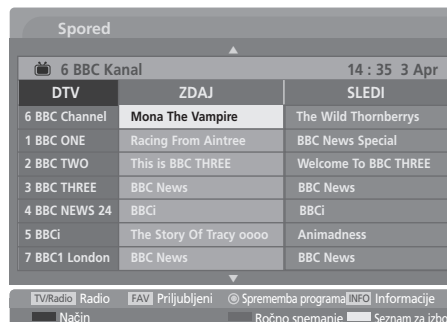 Spored
6 BBC Kanal 14 : 35 3 Apr
DTV ZDAJ SLEDI
6 BBC Channel Mona The Vampire The Wild Thornberrys
1 BBC ONE Racing From Aintree BBC News Special
2 BBC TWO This is BBC THREE Welcome To BBC THREE
3 BBC THREE BBC News BBC News
4 BBC NEWS 24 BBCi BBCi
5 BBCi The Story Of Tracy oooo Animadness
7 BBC1 London BBC News BBC News
TV/Radio Radio FAV Priljubljeni Sprememba programa INFO Informacije
Način Ročno snemanje Seznam za izbo